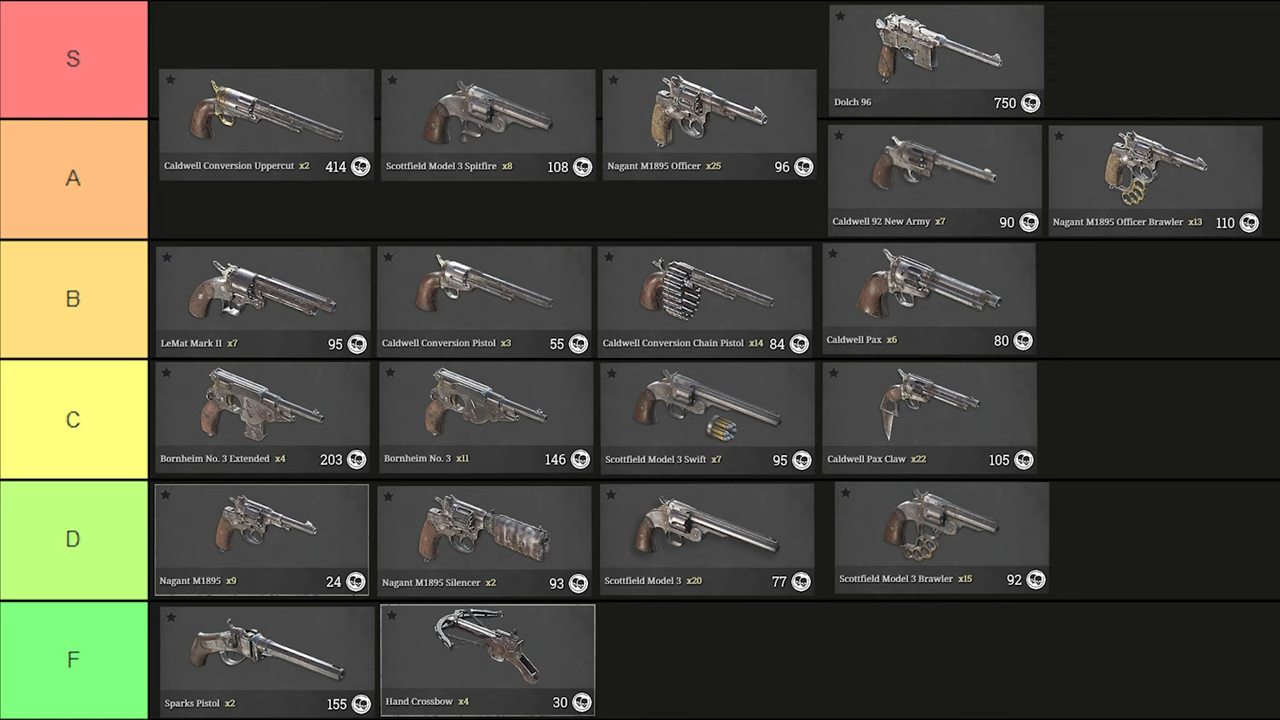 S
Dolch 96 750
Caldwell Conversion Uppercut x2 414
Scottfield Model 3 Spitfire x8 108
Nagant M1895 Officer x25 96
A
Caldwell 92 New Army x7 90
Nagant M1895 Officer Brawler x13 110
B
LeMat Mark II x7 95
Caldwell Conversion Pistol x3 55
Caldwell Conversion Chain Pistol x14 84
Caldwell Pax x6 80
C
Bornheim No. 3 Extended x4 203
Bornheim No. 3 x11 146
Scottfield Model 3 Swift x7 95
Caldwell Pax Claw x22 105
D
Nagant M1895 x9 24
Nagant M1895 Silencer x2 93
Scottfield Model 3 x20 77
Scottfield Model 3 Brawler x15 92
F
Sparks Pistol x2 155
Hand Crossbow x4 30